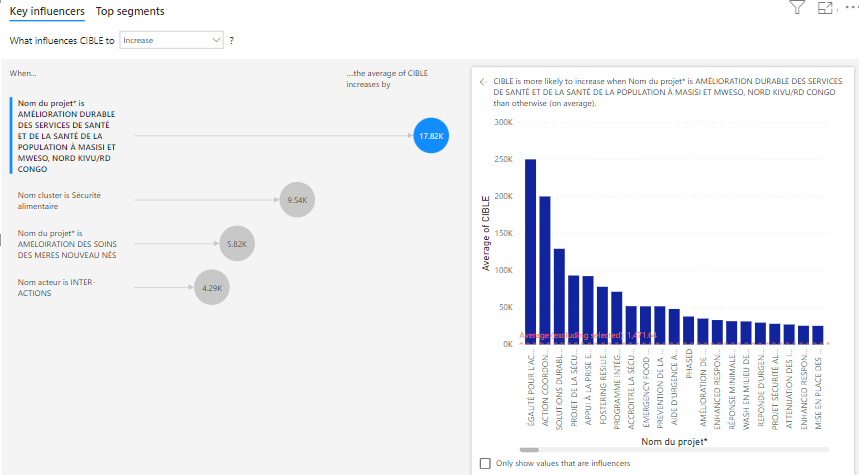 Key influencers Top segments
What influences CIBLE to Increase ?
When...
...the average of CIBLE
increases by
Nom du projet* is
AMÉLIORATION DURABLE
DES SERVICES DE SANTÉ
ET DE LA SANTÉ DE LA
POPULATION À MASISI ET
MWESO, NORD KIVU/RD
CONGO
17.82K
Nom cluster is Sécurité
alimentaire
9.54K
Nom du projet* is
AMELOIRATION DES SOINS
DES MERES NOUVEAU NÉS
5.82K
Nom acteur is INTER-
ACTIONS
4.29K
CIBLE is more likely to increase when Nom du projet* is AMÉLIORATION DURABLE DES SERVICES
DE SANTÉ ET DE LA SANTÉ DE LA POPULATION À MASISI ET MWESO, NORD KIVU/RD CONGO
than otherwise (on average).
300K
250K
200K
150K
100K
50K
0K
Average of CIBLE
Average (excluding selected):
ÉGALITÉ POUR L'AC...
ACTION COORDON...
SOLUTIONS DURABL...
PROJET DE LA SÉCU...
APPUI À LA PRISE E...
FOSTERING RESILIE...
PROGRAMME INTÉG...
ACCROITRE LA SÉCU...
EMERGENCY FOOD ...
PREVENTION DE LA ...
AIDE D'URGENCE A...
PHASED
AMÉLIORATION DE ...
ENHANCED RESPON...
RÉPONSE MINIMALE...
WASH EN MILIEU DE...
REPONDE D'URGEN...
PROJET SÉCURITÉ AL...
ATTENUATION DES I...
ENHANCED RESPON...
MISE EN PLACE DES ...
Nom du projet*
Only show values that are influencers